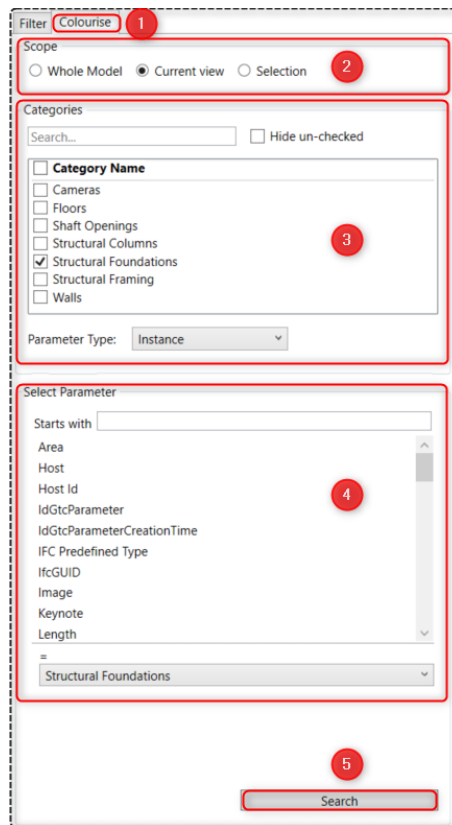 Filter Colourise 1
Scope
Whole Model Current view Selection 2
Categories
Search... Hide un-checked
Category Name
Cameras
Floors
Shaft Openings
Structural Columns 3
Structural Foundations
Structural Framing
Walls
Parameter Type: Instance
Select Parameter
Starts with
Area
Host
Host Id 4
IdGtcParameter
IdGtcParameterCreationTime
IFC Predefined Type
IfcGUID
Image
Keynote
Length
=
Structural Foundations
5
Search